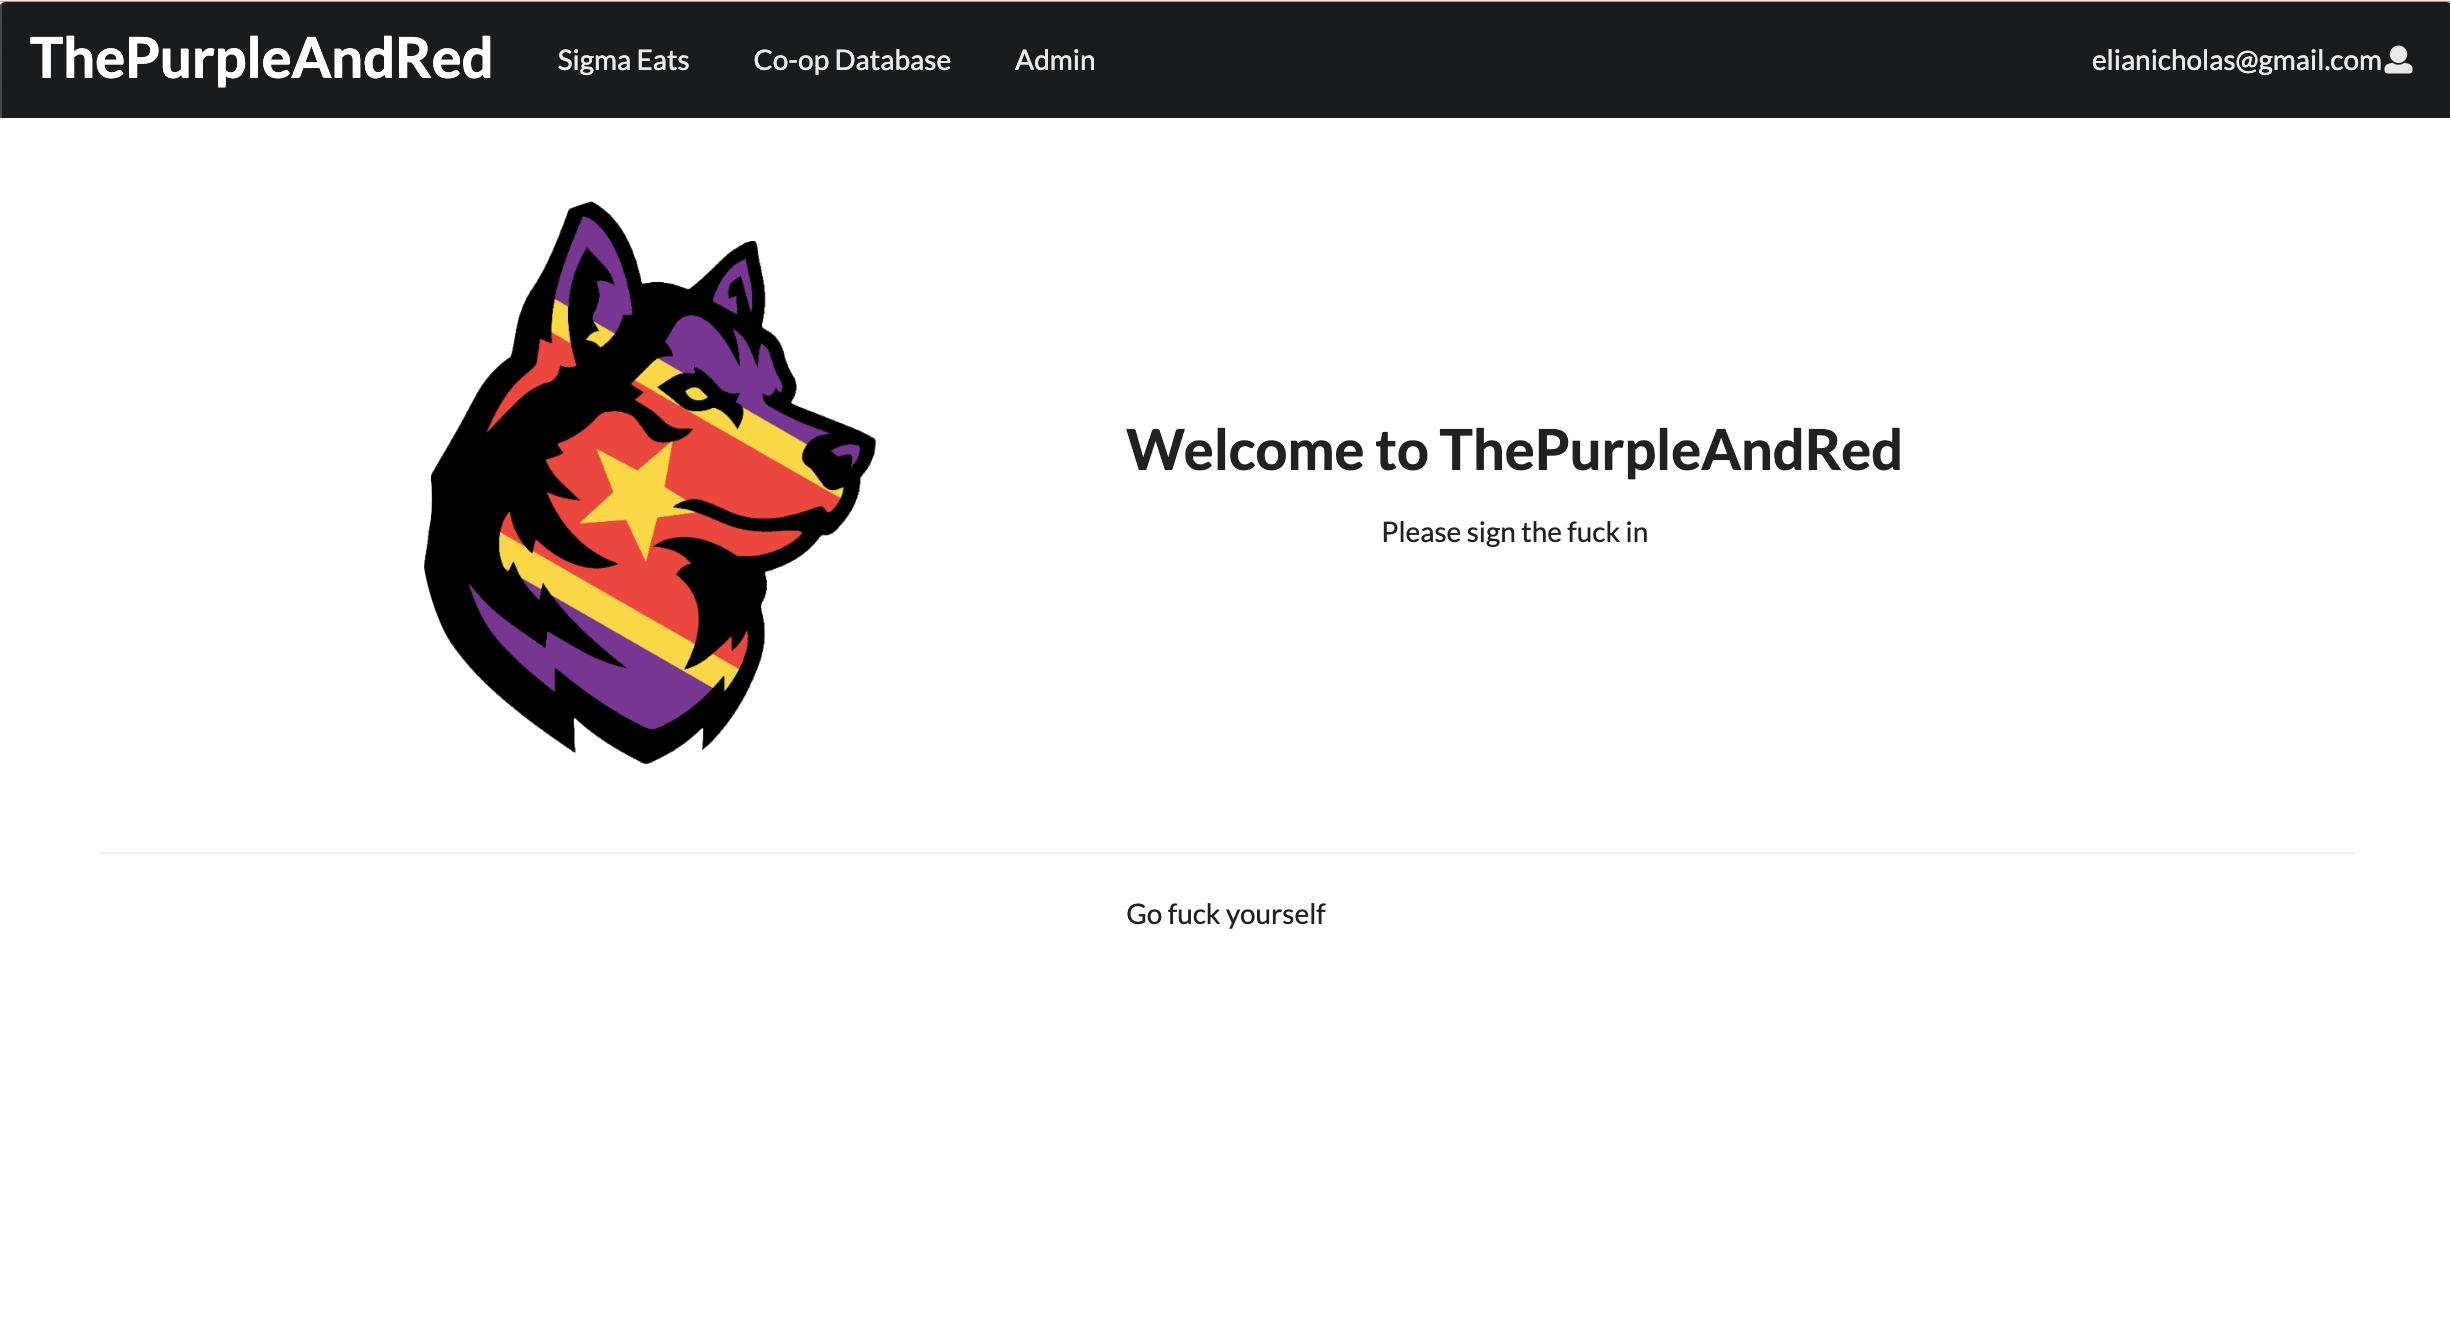 ThePurpleAndRed Sigma Eats Co-op Database Admin elianicholas@gmail.com
Welcome to ThePurpleAndRed
Please sign the fuck in
Go fuck yourself